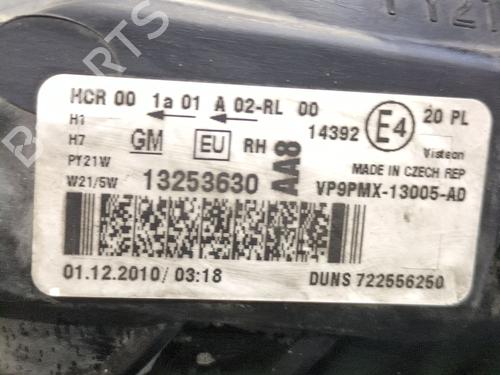 PY21
HCR 00 1a 01 A 02-RL 00
H1
H7
PY21W
W21/5W
GM EU RH AA8
14392 E4 20 PL
Visteon
MADE IN CZECH REP
13253630 VP9PMX-13005-AD
01.12.2010/ 03:18 DUNS 722556250